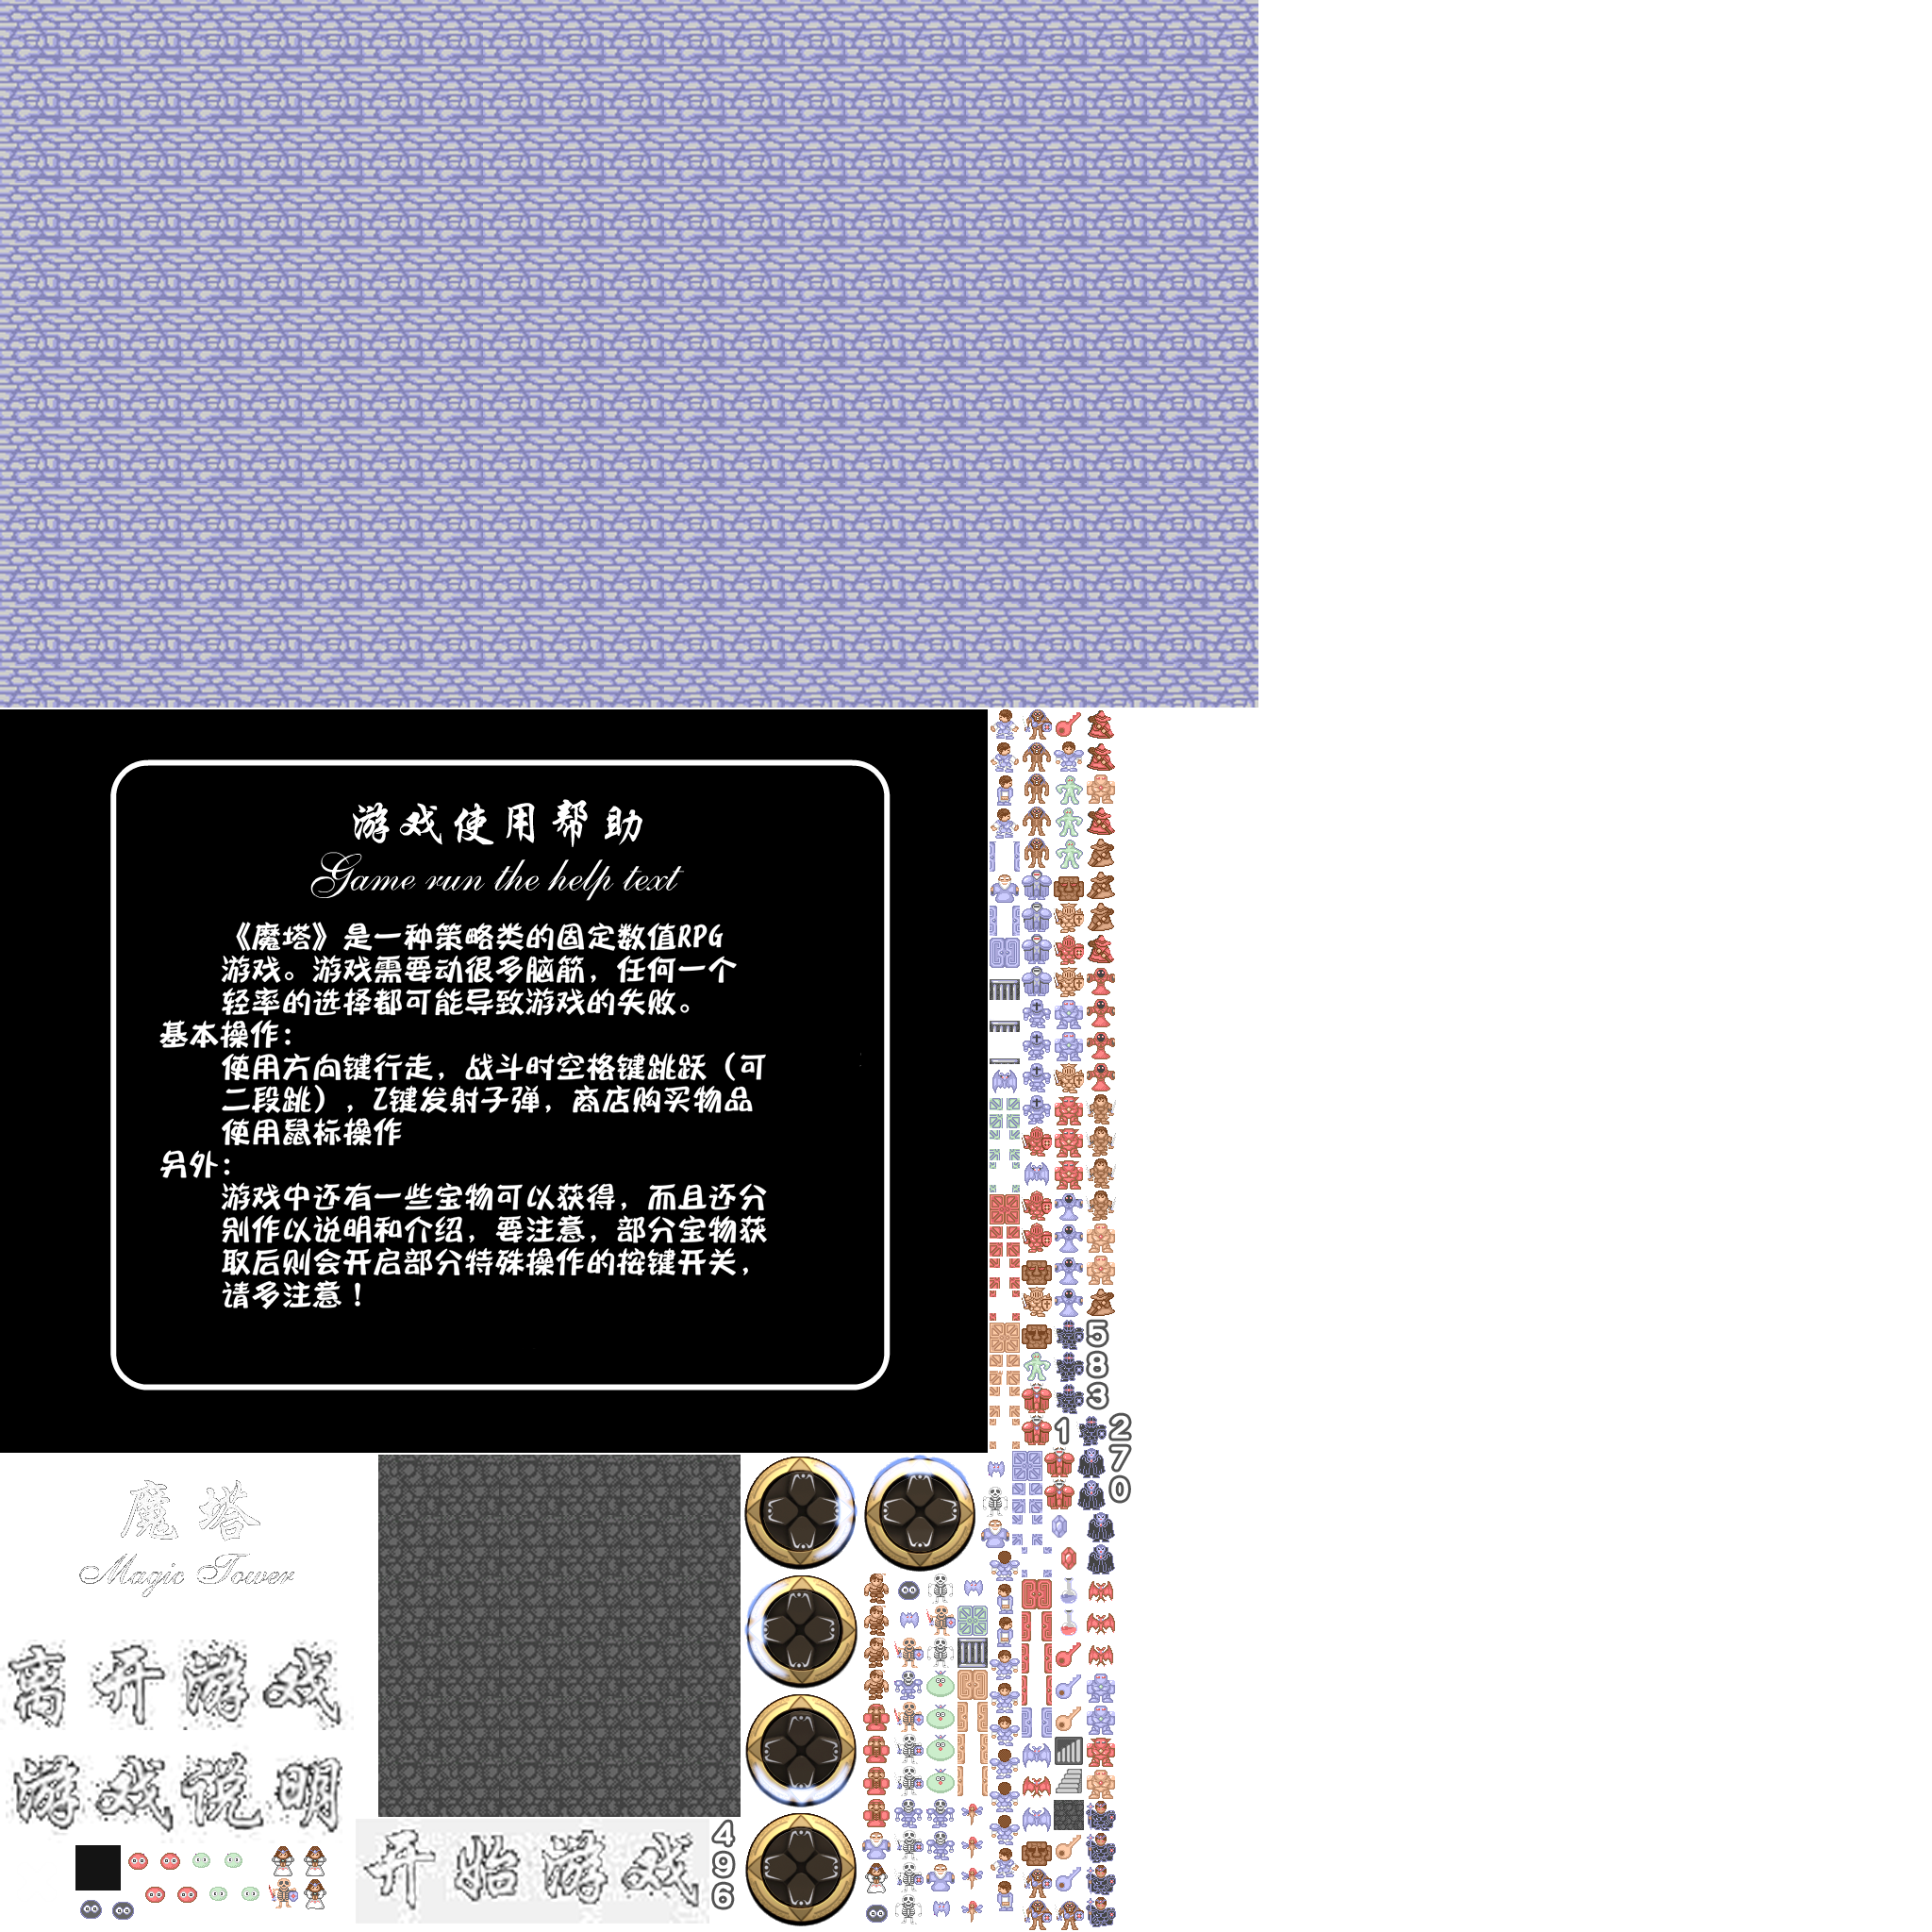 游戏使用帮助
Game run the help text
《魔塔》是一种策略类的固定数值RPG
游戏。游戏需要动很多脑筋，任何一个
轻率的选择都可能导致游戏的失败。
基本操作：
使用方向键行走，战斗时空格键跳跃（可
二段跳），Z键发射子弹，商店购买物品
使用鼠标操作
另外：
游戏中还有一些宝物可以获得，而且还分
别作以说明和介绍，要注意，部分宝物获
取后则会开启部分特殊操作的按键开关，
请多注意！
5
8
3
1
2
7
0
魔塔
Magic Tower
离开游戏
游戏说明
开始游戏
4
9
6